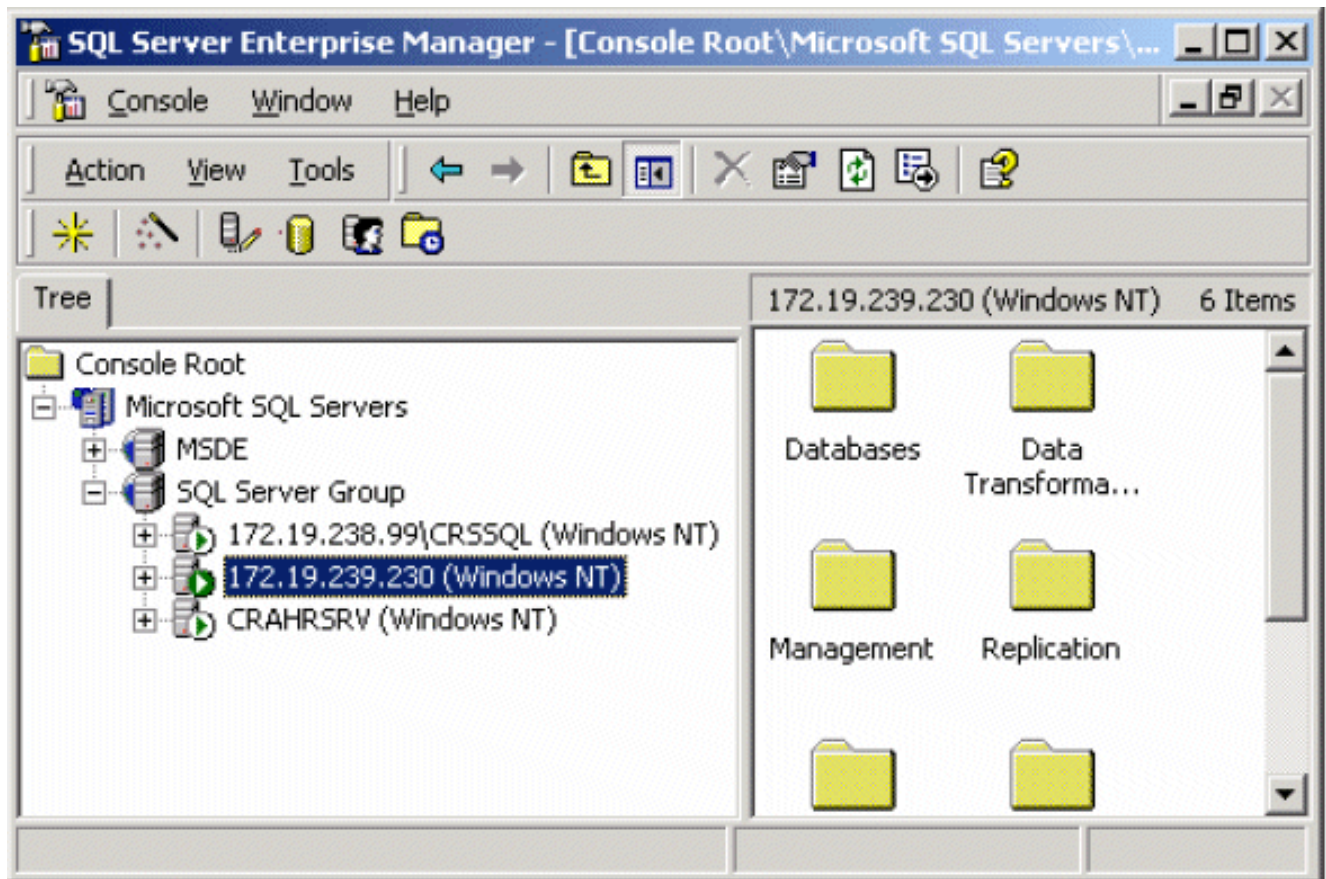 SQL Server Enterprise Manager - [Console Root\Microsoft SQL Servers\...
Console Window Help
Action View Tools
Tree
172.19.239.230 (Windows NT) 6 Items
Console Root
Microsoft SQL Servers
MSDE
SQL Server Group
172.19.238.99\CRSSQL (Windows NT)
172.19.239.230 (Windows NT)
CRAHRSRV (Windows NT)
Databases
Data
Transforma...
Management
Replication